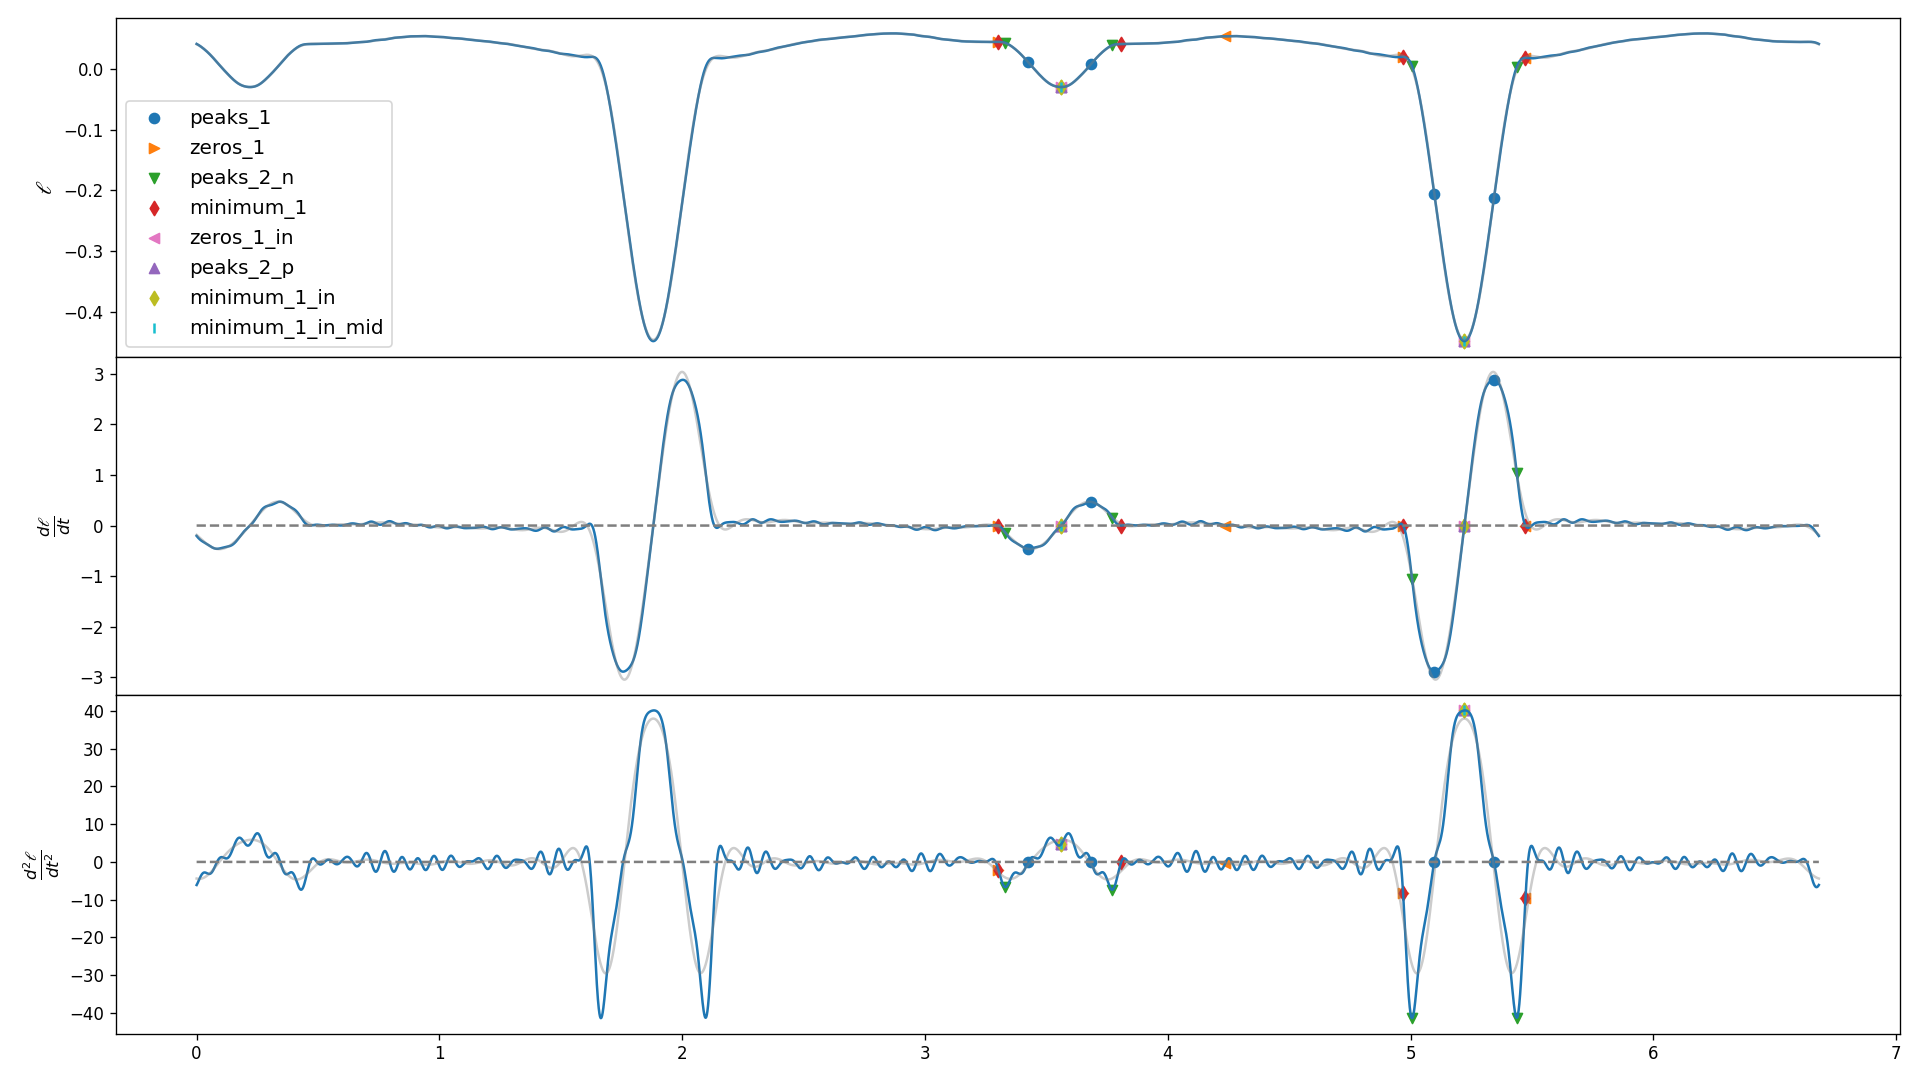 0.0
−0.1
−0.2
−0.3
−0.4
ℓ
peaks_1
zeros_1
peaks_2_n
minimum_1
zeros_1_in
peaks_2_p
minimum_1_in
minimum_1_in_mid
3
2
1
0
−1
−2
−3
dℓ
dt
40
30
20
10
0
−10
−20
−30
−40
d²ℓ
dt²
0 1 2 3 4 5 6 7